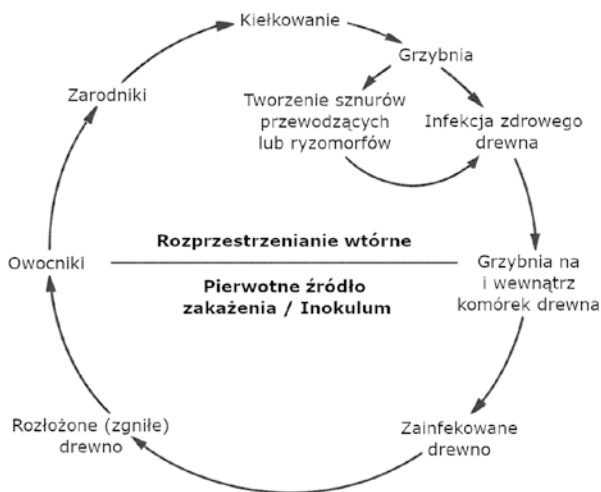 Kiełkowanie
Grzybnia
Zarodniki
Tworzenie sznurów
przewodzących
lub ryzomorfów
Infekcja zdrowego
drewna
Rozprzestrzenianie wtórne
Owocniki
Pierwotne źródło
zakażenia / Inokulum
Grzybnia na
i wewnątrz
komórek drewna
Rozłożone (zgniłe)
drewno
Zainfekowane
drewno